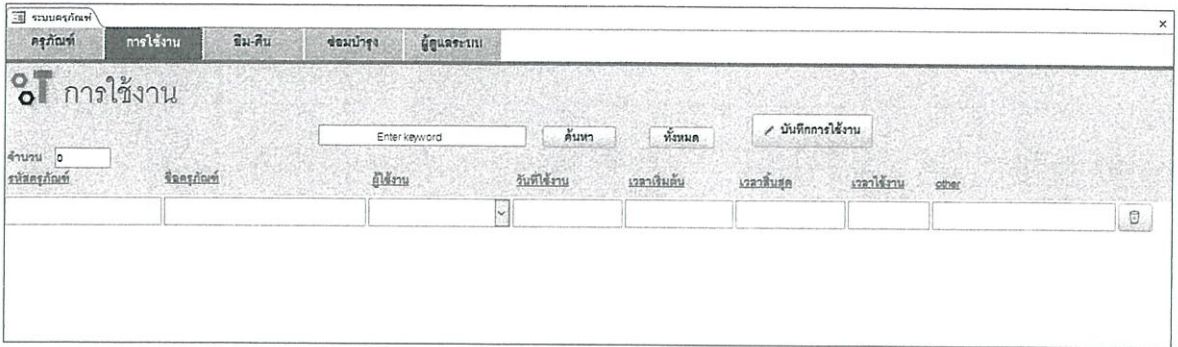 ระบบครุภัณฑ์
ครุภัณฑ์ การใช้งาน ยืม-คืน ซ่อมบำรุง ผู้ดูแลระบบ
การใช้งาน
Enter keyword ค้นหา ทั้งหมด บันทึกการใช้งาน
จำนวน 0
รหัสครุภัณฑ์ ชื่อครุภัณฑ์ ผู้ใช้งาน วันที่ใช้งาน เวลาเริ่มต้น เวลาสิ้นสุด เวลาใช้งาน other